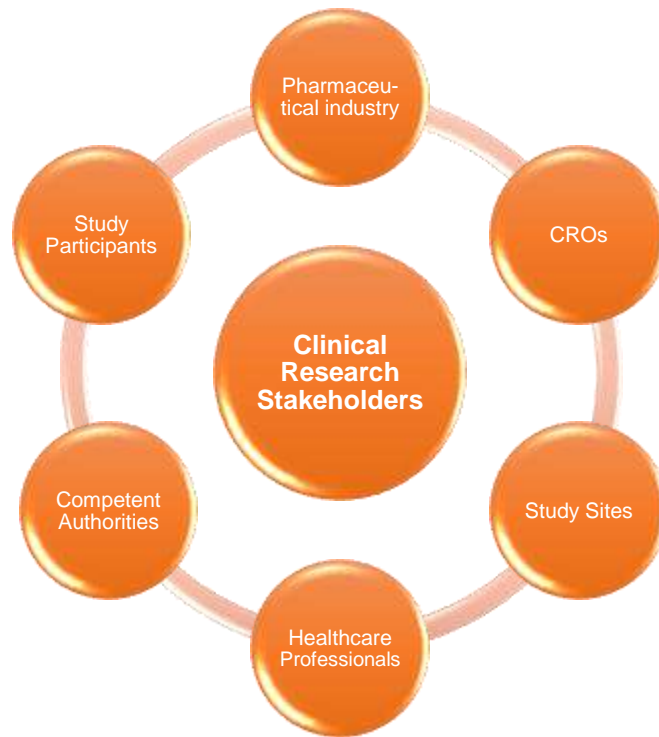 Pharmaceu-
tical industry
CROs
Study
Participants
Clinical
Research
Stakeholders
Competent
Authorities
Study Sites
Healthcare
Professionals